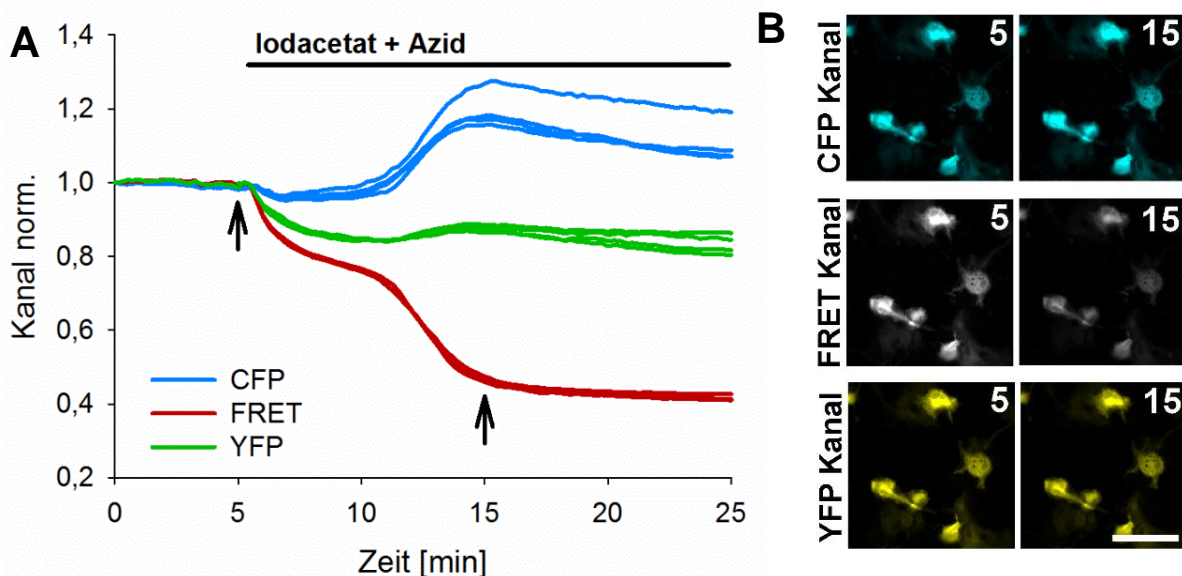 A
Iodacetat + Azid
Kanal norm.
1,4
1,2
1,0
0,8
0,6
0,4
0,2
CFP
FRET
YFP
0 5 10 15 20 25
Zeit [min]
B
CFP Kanal
5 15
FRET Kanal
5 15
YFP Kanal
5 15